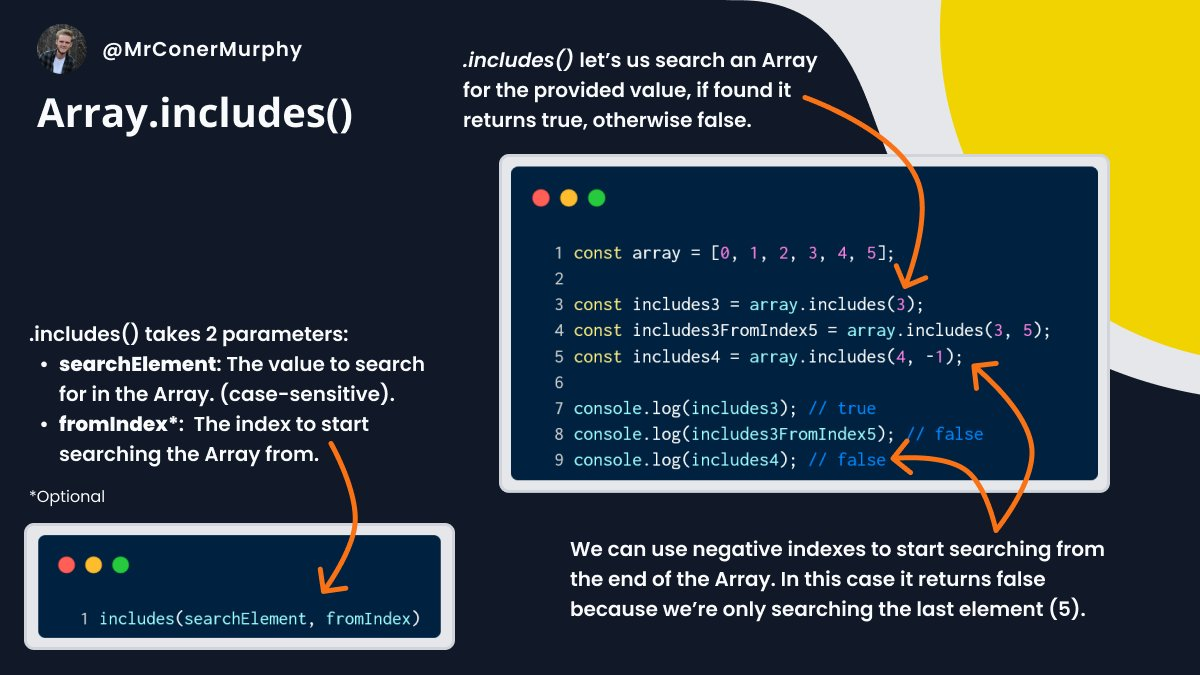 @MrConerMurphy
Array.includes()
.includes() let's us search an Array
for the provided value, if found it
returns true, otherwise false.
1 const array = [0, 1, 2, 3, 4, 5];
2
3 const includes3 = array.includes(3);
4 const includes3FromIndex5 = array.includes(3, 5);
5 const includes4 = array.includes(4, -1);
6
7 console.log(includes3); // true
8 console.log(includes3FromIndex5); // false
9 console.log(includes4); // false
.includes() takes 2 parameters:
• searchElement: The value to search
for in the Array. (case-sensitive).
• fromIndex*: The index to start
searching the Array from.
*Optional
1 includes(searchElement, fromIndex)
We can use negative indexes to start searching from
the end of the Array. In this case it returns false
because we're only searching the last element (5).